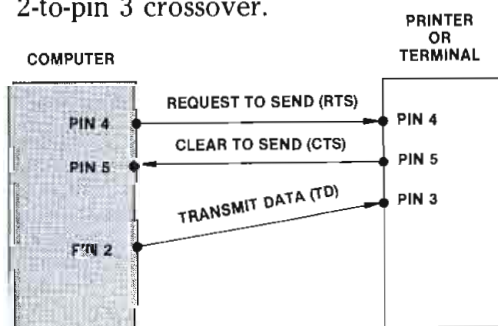 2-to-pin 3 crossover.
PRINTER
OR
TERMINAL
COMPUTER
REQUEST TO SEND (RTS)
PIN 4
PIN 4
CLEAR TO SEND (CTS)
PIN 5
PIN 5
TRANSMIT DATA (TD)
PIN 3
PIN 2